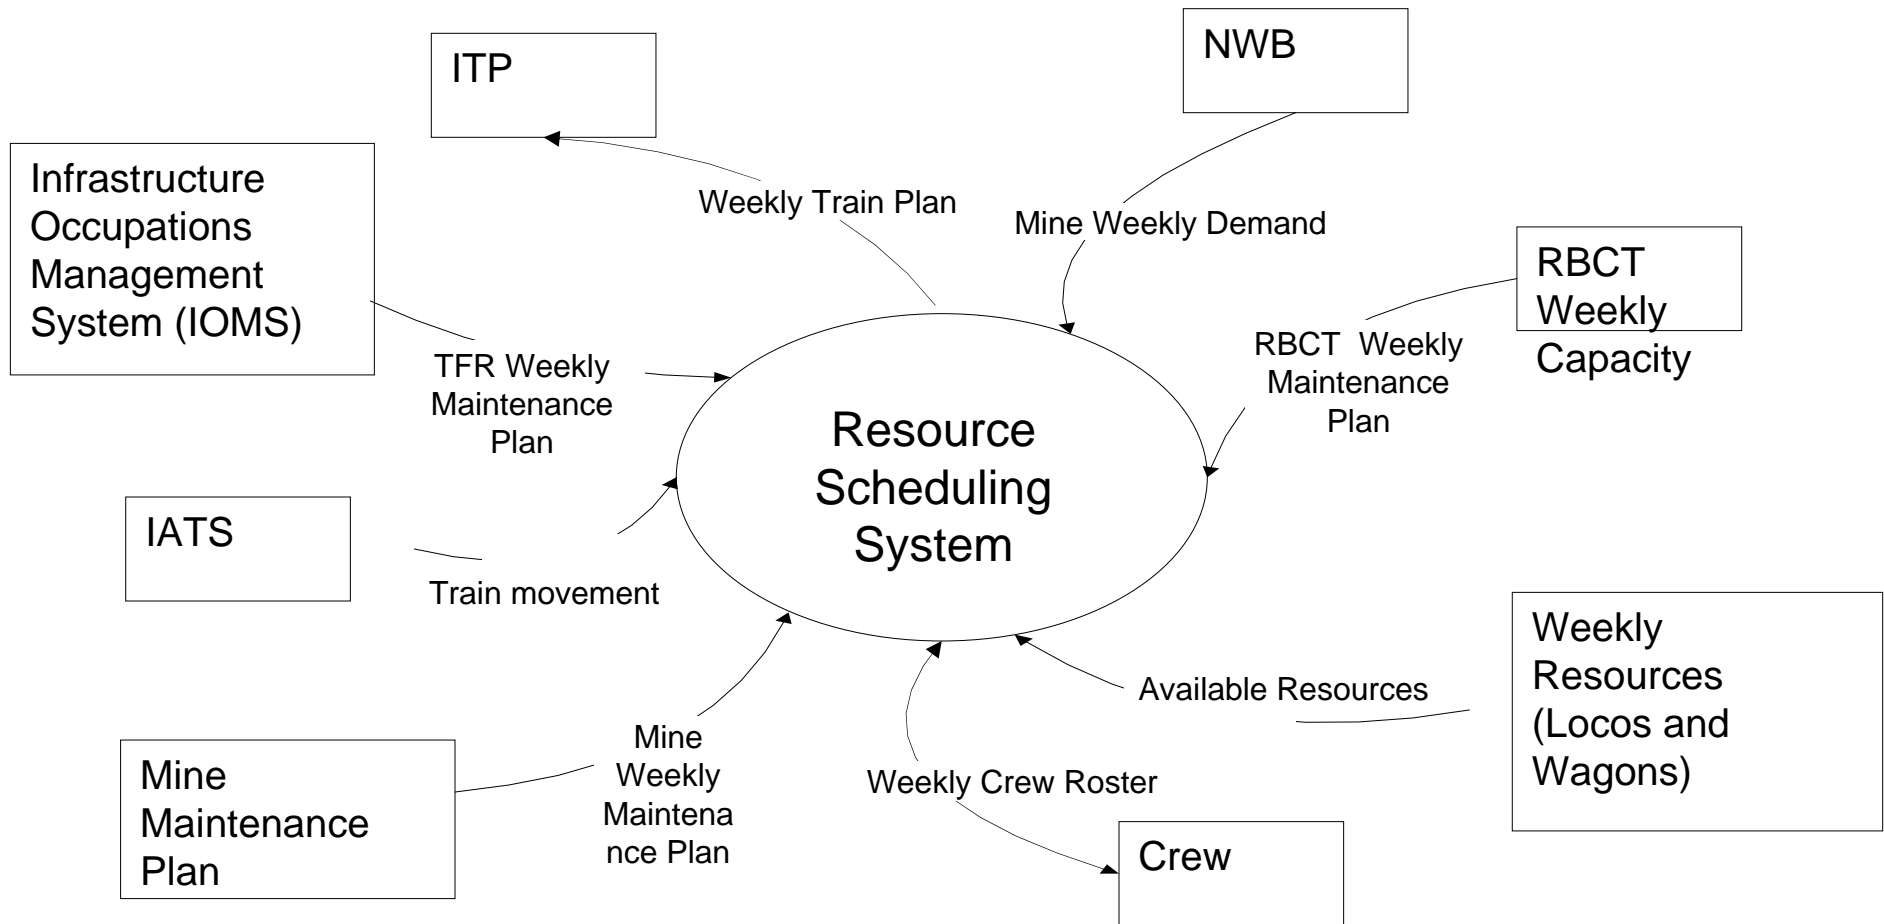 ITP
NWB
Infrastructure
Occupations
Management
System (IOMS)
Weekly Train Plan
Mine Weekly Demand
RBCT
Weekly
Capacity
TFR Weekly
Maintenance
Plan
RBCT  Weekly
Maintenance
Plan
Resource
Scheduling
System
IATS
Train movement
Weekly
Resources
(Locos and
Wagons)
Available Resources
Mine
Maintenance
Plan
Mine
Weekly
Maintena
nce Plan
Weekly Crew Roster
Crew